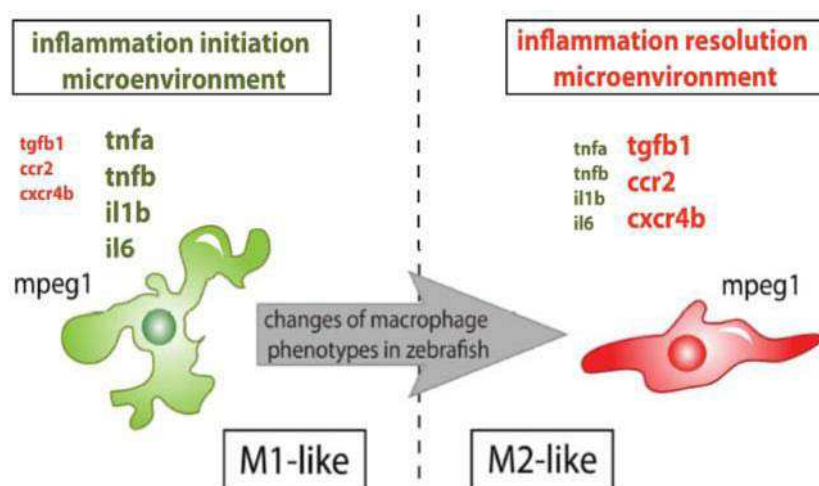 inflammation initiation
microenvironment
tgfb1
ccr2
cxcr4b
tnfa
tnfb
il1b
il6
mpeg1
changes of macrophage
phenotypes in zebrafish
M1-like
inflammation resolution
microenvironment
tnfa
tnfb
il1b
il6
tgfb1
ccr2
cxcr4b
mpeg1
M2-like